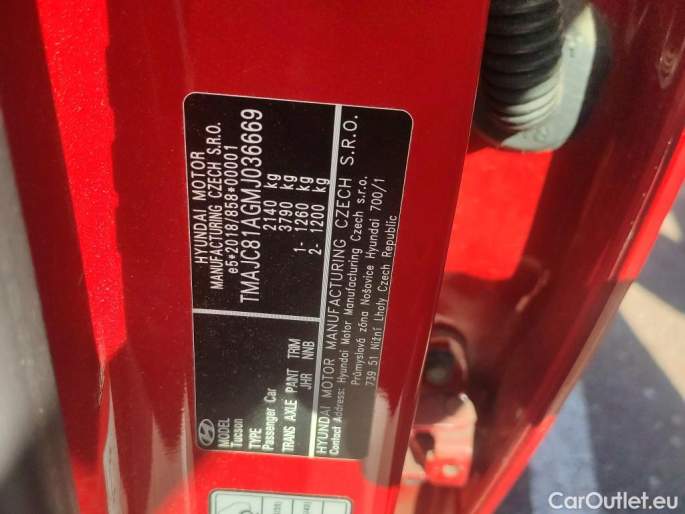 HYUNDAI MOTOR
MANUFACTURING CZECH S.R.O.
e5*2018/858*00001
TMAJC81AGMJ036669
2140 kg
3790 kg
1- 1260 kg
2- 1200 kg
MODEL
Tucson
TYPE
Passenger Car
TRANS AXLE PAINT TRIM
JHR NNB
HYUNDAI MOTOR MANUFACTURING CZECH S.R.O.
Contact Address: Hyundai Motor Manufacturing Czech s.r.o.
Průmyslová zóna Nošovice Hyundai 700/1
739 51 Nižní Lhoty Czech Republic
CarOutlet.eu